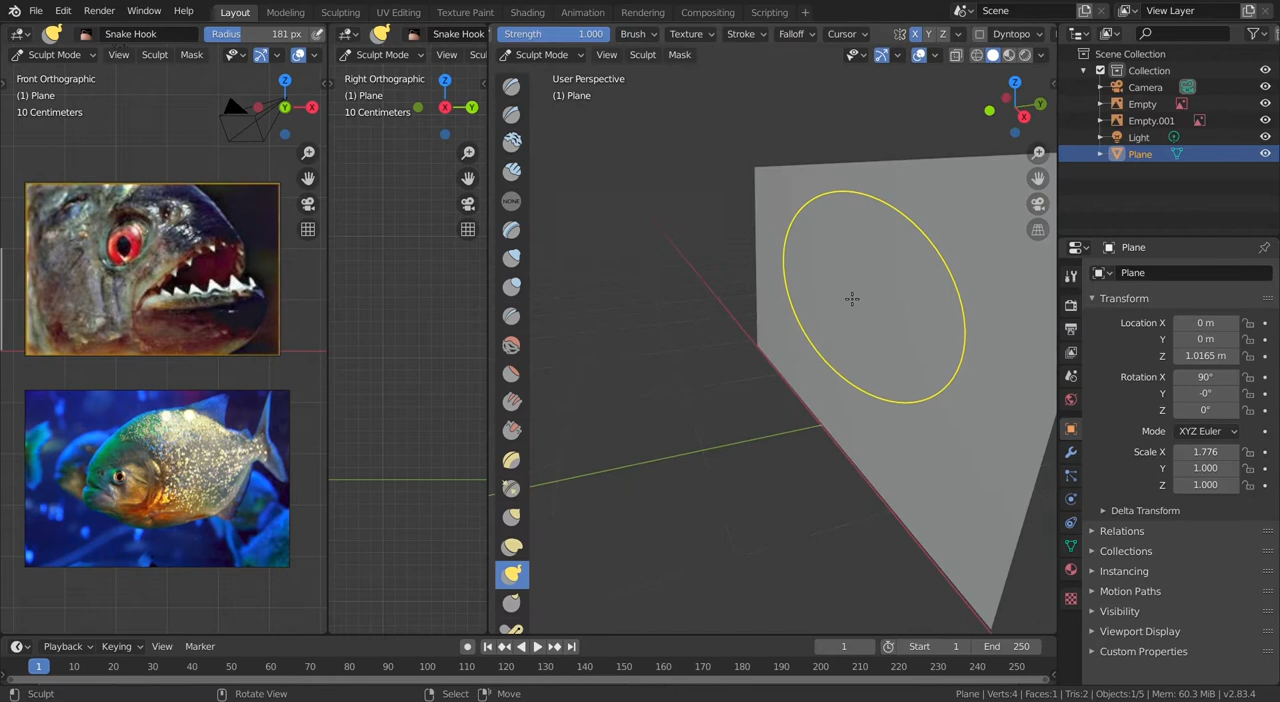 File Edit Render Window Help Layout Modeling Sculpting UV Editing Texture Paint Shading Animation Rendering Compositing Scripting + Scene View Layer
Snake Hook Radius 181 px Snake Hook Strength 1.000 Brush Texture Stroke Falloff Cursor X Y Z Dyntopo
Sculpt Mode View Sculpt Mask Sculpt Mode View Sculpt Mode View Sculpt Mask
Scene Collection
Collection
Camera
Empty
Empty.001
Light
Plane
Front Orthographic
(1) Plane
10 Centimeters
Z
X
Y
Right Orthographic
(1) Plane
10 Centimeters
Z
X
Y
User Perspective
(1) Plane
Z
Y
X
NONE
Plane
Plane
Transform
Location X 0 m
Y 0 m
Z 1.0165 m
Rotation X 90°
Y -0°
Z 0°
Mode XYZ Euler
Scale X 1.776
Y 1.000
Z 1.000
Delta Transform
Relations
Collections
Instancing
Motion Paths
Visibility
Viewport Display
Custom Properties
Playback Keying View Marker 1 Start 1 End 250
1 10 20 30 40 50 60 70 80 90 100 110 120 130 140 150 160 170 180 190 200 210 220 230 240 250
Sculpt Rotate View Select Move Plane | Verts:4 | Faces:1 | Tris:2 | Objects:1/5 | Mem: 60.3 MiB | v2.83.4